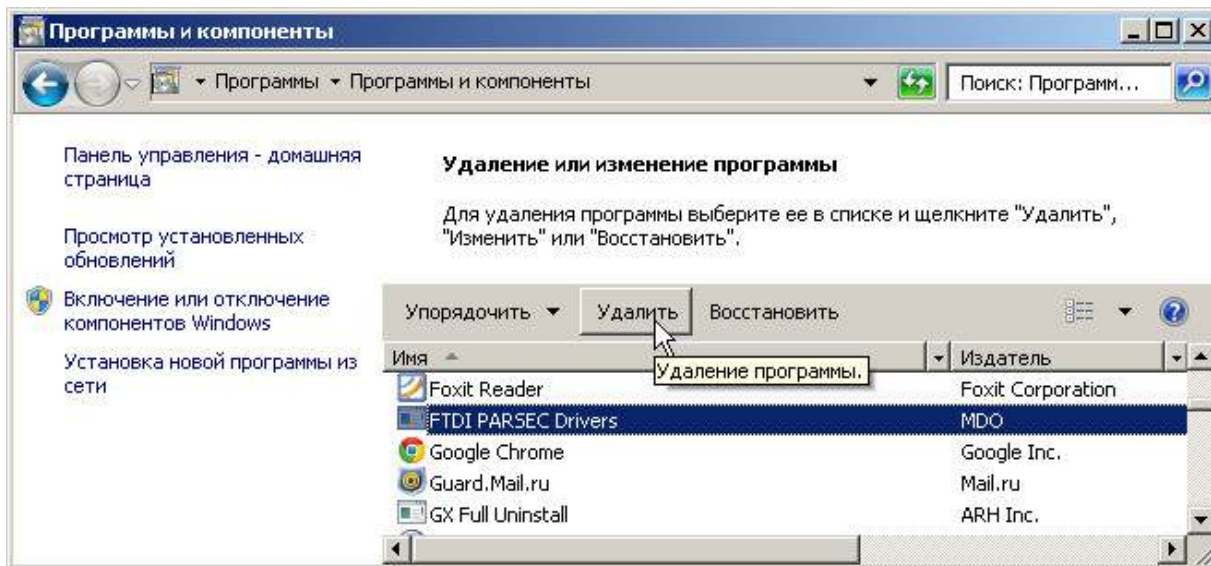 Программы и компоненты
Программы Программы и компоненты
Поиск: Программ...
Панель управления - домашняя
страница
Просмотр установленных
обновлений
Включение или отключение
компонентов Windows
Установка новой программы из
сети
Удаление или изменение программы
Для удаления программы выберите ее в списке и щелкните "Удалить",
"Изменить" или "Восстановить".
Упорядочить Удалить Восстановить
Имя Издатель
Удаление программы.
Foxit Reader Foxit Corporation
FTDI PARSEC Drivers MDO
Google Chrome Google Inc.
Guard.Mail.ru Mail.ru
GX Full Uninstall ARH Inc.